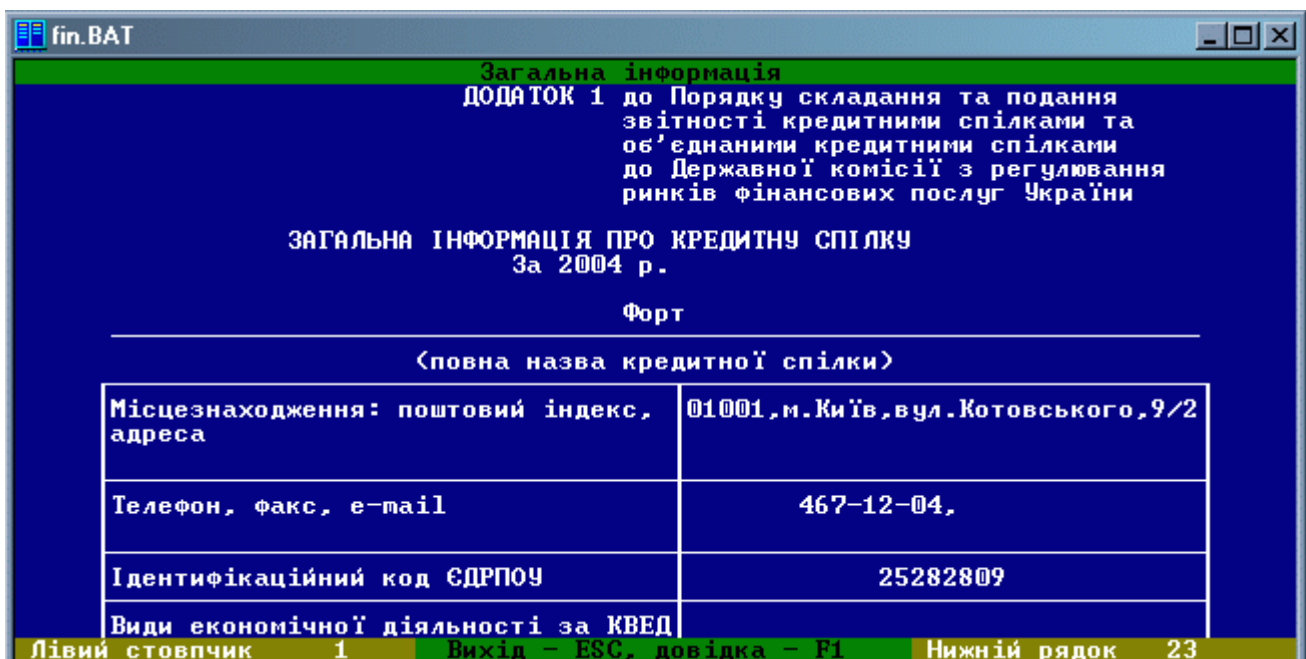 fin.BAT
Загальна інформація
ДОДАТОК 1 до Порядку складання та подання
звітності кредитними спілками та
об'єднаними кредитними спілками
до Державної комісії з регулювання
ринків фінансових послуг України
ЗАГАЛЬНА ІНФОРМАЦІЯ ПРО КРЕДИТНУ СПІЛКУ
За 2004 р.
Форт
(повна назва кредитної спілки)
Місцезнаходження: поштовий індекс, 01001,м.Київ,вул.Котовського,9/2
адреса
Телефон, факс, e-mail 467-12-04,
Ідентифікаційний код ЄДРПОУ 25282809
Види економічної діяльності за КВЕД
Лівий стовпчик 1 Вихід - ESC, довідка - F1 Нижній рядок 23